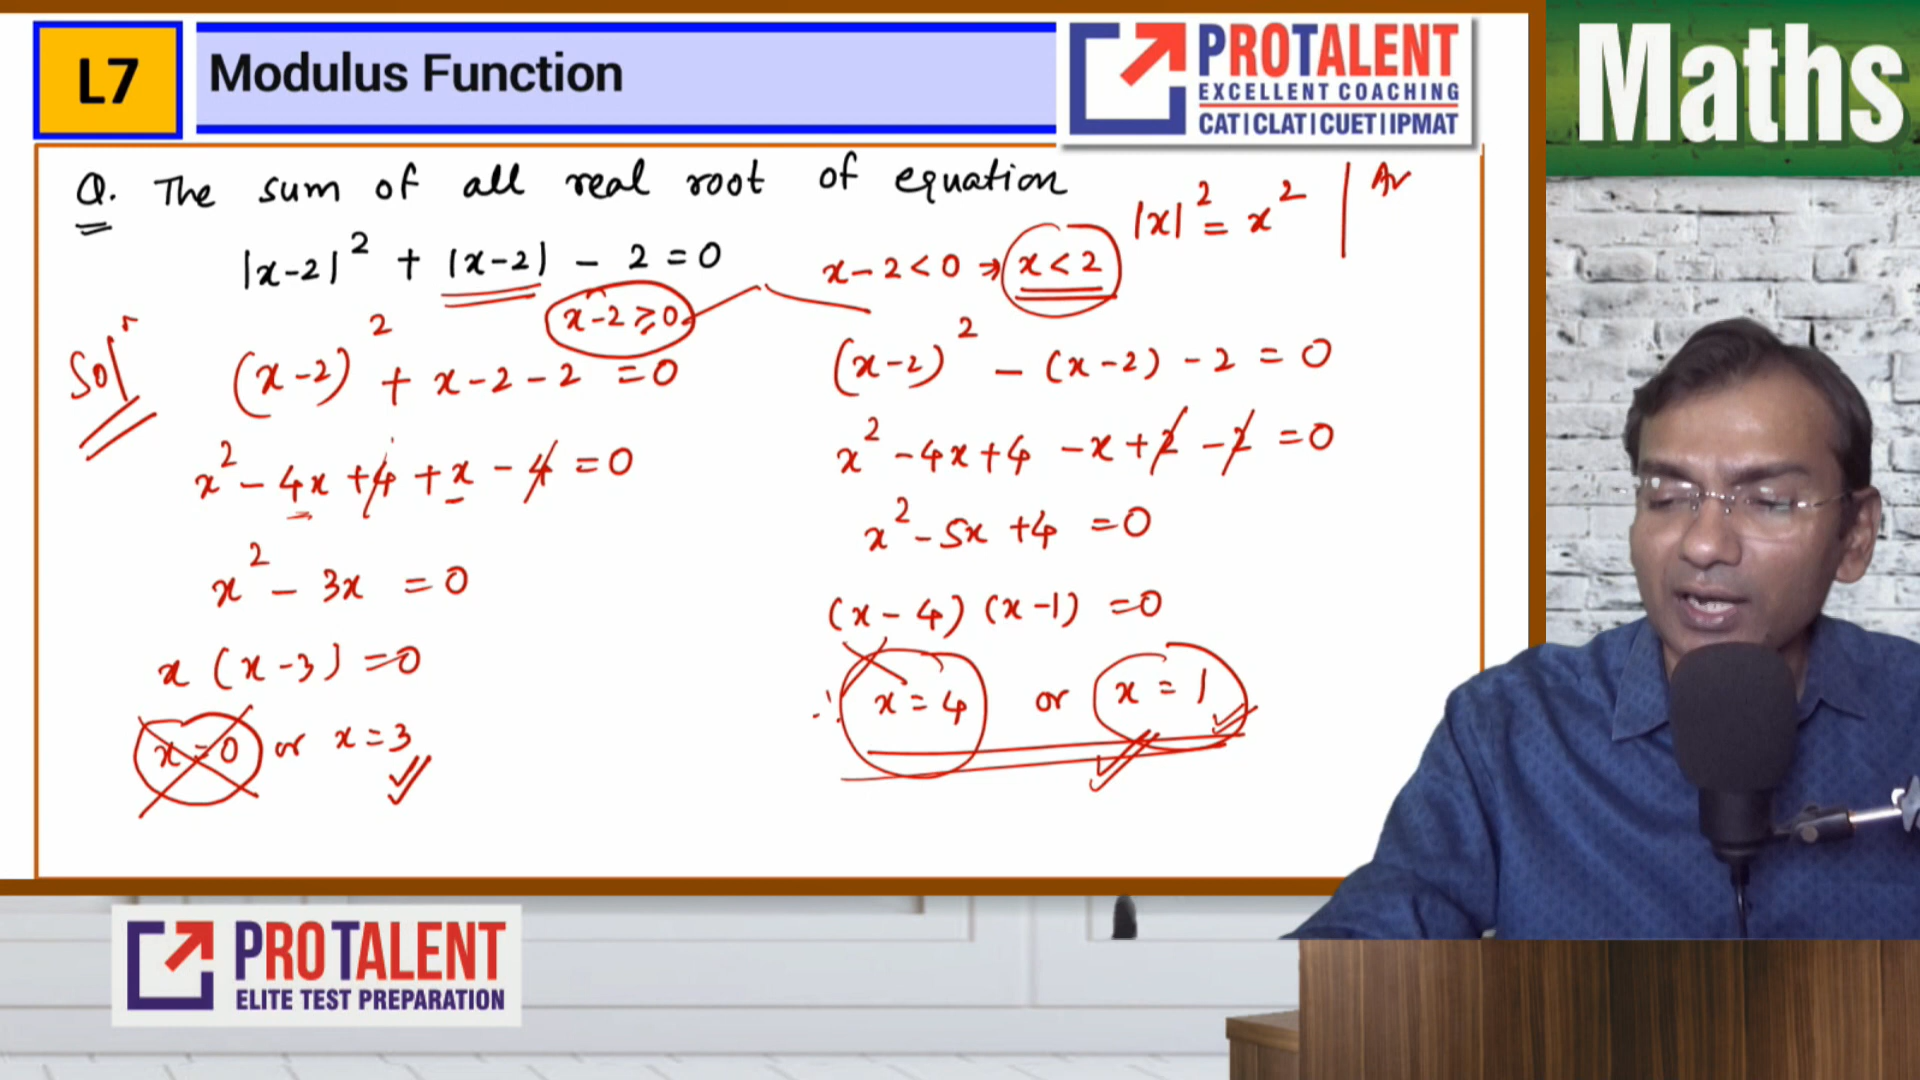 L7
Modulus Function
PROTALENT
EXCELLENT COACHING
CAT|CLAT|CUET|IPMAT
Maths
Q. The sum of all real root of equation
|x-2|² + |x-2| - 2 = 0
|x|² = x²
x-2<0 ⇒ x<2
x-2≥0
Solⁿ
(x-2)² + x-2-2 = 0
x² - 4x + 4 + x - 4 = 0
x² - 3x = 0
x (x-3) = 0
x = 0 or x = 3
(x-2)² - (x-2) - 2 = 0
x² - 4x + 4 - x + 2 - 2 = 0
x² - 5x + 4 = 0
(x-4) (x-1) = 0
∴ x = 4 or x = 1
PROTALENT
ELITE TEST PREPARATION